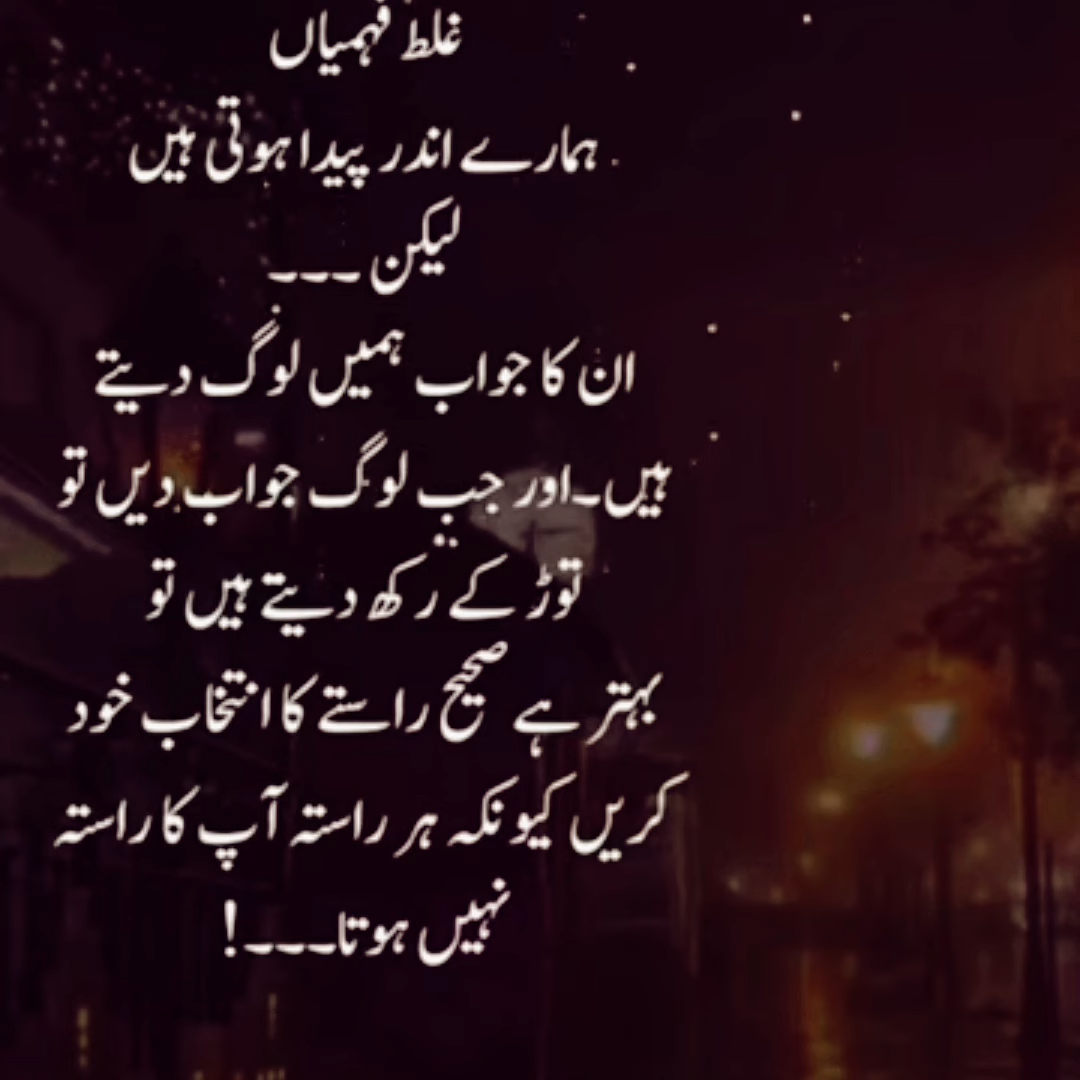 غلط فہمیاں
ہمارے اندر پیدا ہوتی ہیں
لیکن ۔۔۔
ان کا جواب ہمیں لوگ دیتے
ہیں۔اور جب لوگ جواب دیں تو
توڑ کے رکھ دیتے ہیں تو
بہتر ہے صحیح راستے کا انتخاب خود
کریں کیونکہ ہر راستہ آپ کا راستہ
نہیں ہوتا۔۔۔!